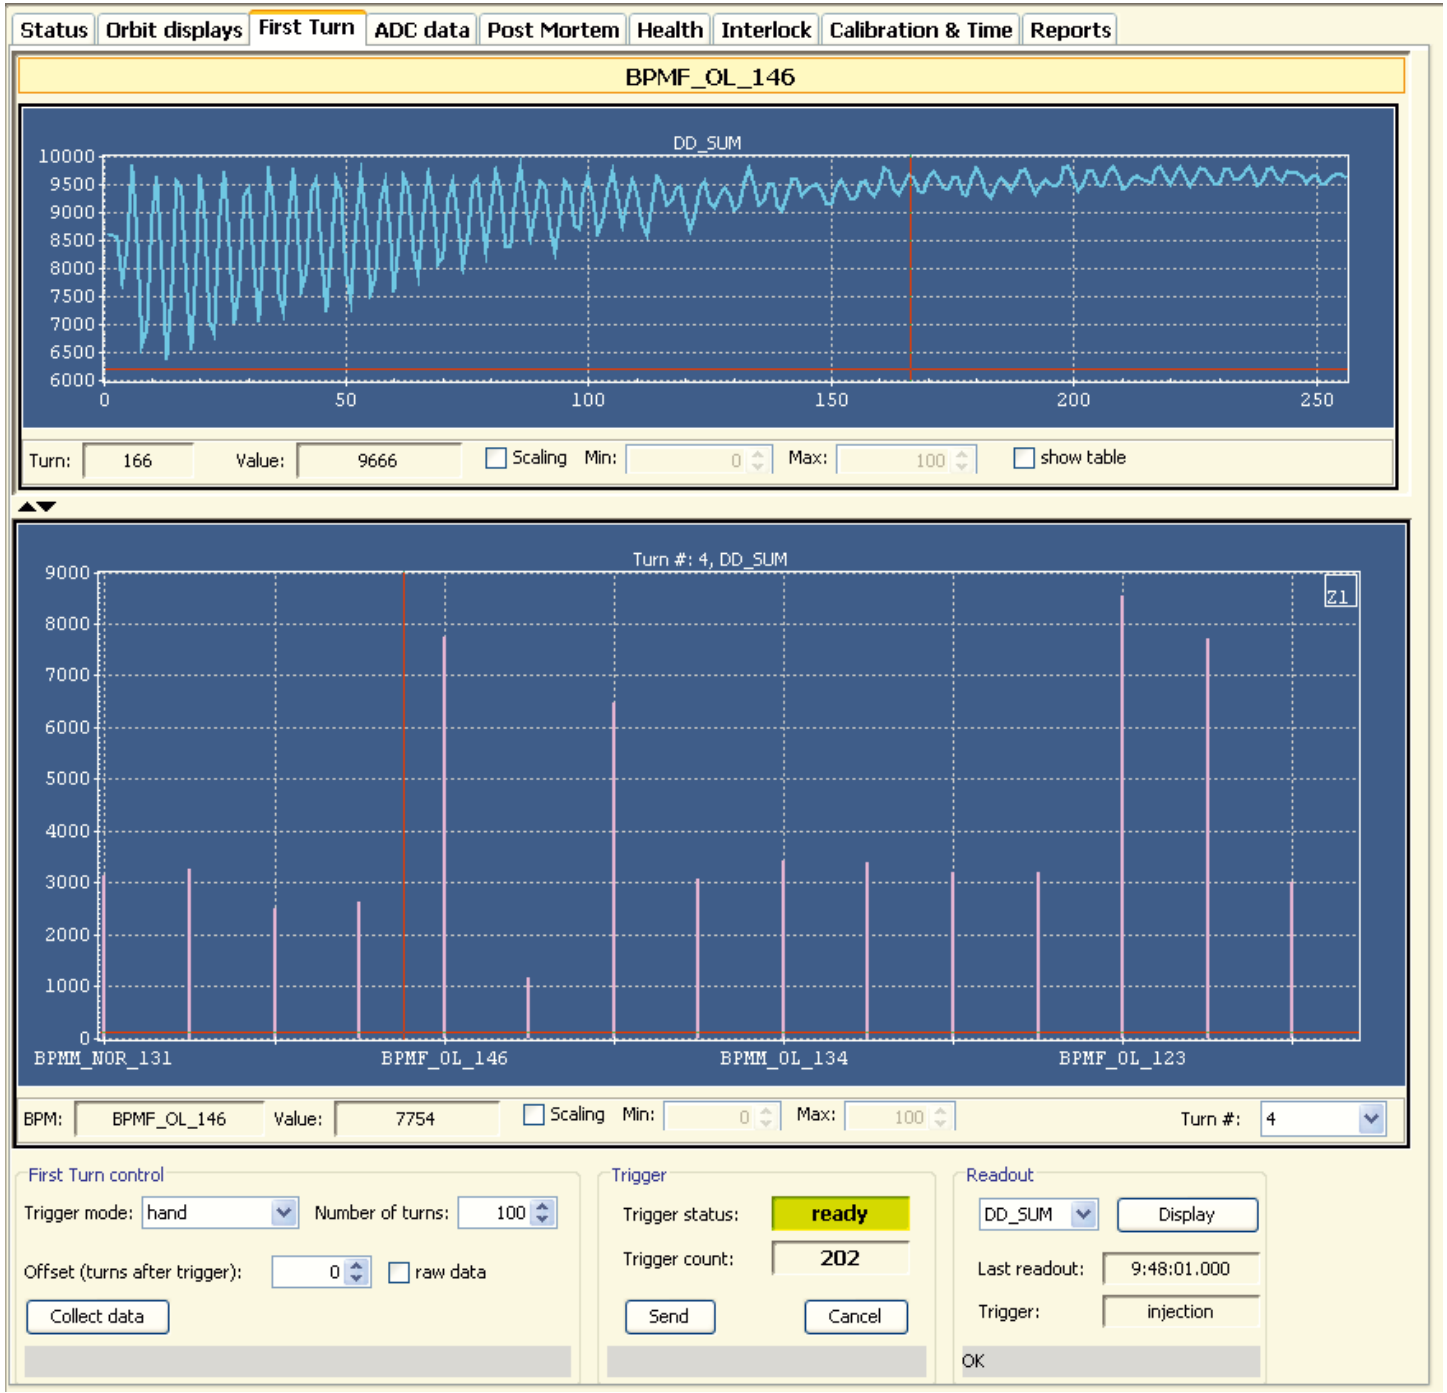 Status Orbit displays First Turn ADC data Post Mortem Health Interlock Calibration & Time Reports
BPMF_OL_146
DD_SUM
10000
9500
9000
8500
8000
7500
7000
6500
6000
0 50 100 150 200 250
Turn: 166 Value: 9666 Scaling Min: 0 Max: 100 show table
Turn #: 4, DD_SUM
Z1
9000
8000
7000
6000
5000
4000
3000
2000
1000
0
BPMM_NOR_131 BPMF_OL_146 BPMM_OL_134 BPMF_OL_123
BPM: BPMF_OL_146 Value: 7754 Scaling Min: 0 Max: 100 Turn #: 4
First Turn control
Trigger mode: hand Number of turns: 100
Offset (turns after trigger): 0 raw data
Collect data
Trigger
Trigger status: ready
Trigger count: 202
Send Cancel
Readout
DD_SUM Display
Last readout: 9:48:01.000
Trigger: injection
OK